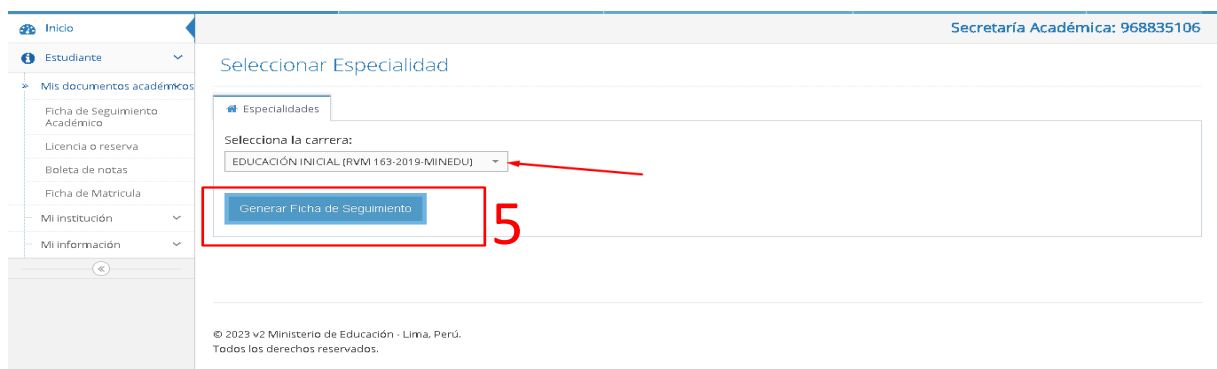 Secretaría Académica: 968835106
Inicio
Estudiante
Mis documentos académicos
Ficha de Seguimiento
Académico
Licencia o reserva
Boleta de notas
Ficha de Matricula
Mi institución
Mi información
Seleccionar Especialidad
Especialidades
Selecciona la carrera:
EDUCACIÓN INICIAL (RVM 163-2019-MINEDU)
Generar Ficha de Seguimiento
5
© 2023 v2 Ministerio de Educación - Lima, Perú.
Todos los derechos reservados.